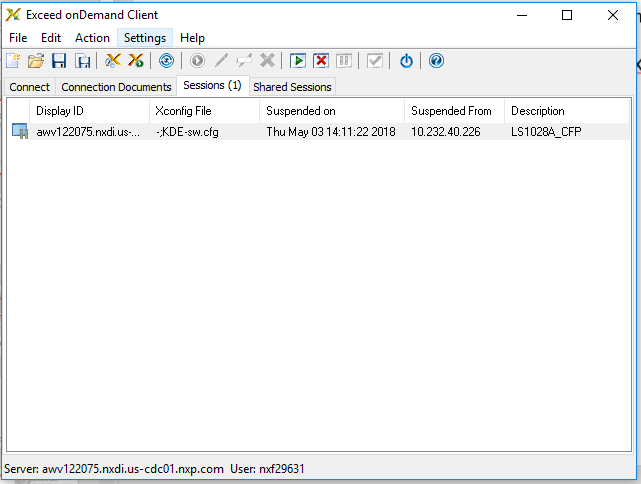 Exceed onDemand Client
File Edit Action Settings Help
Connect Connection Documents Sessions (1) Shared Sessions
Display ID Xconfig File Suspended on Suspended From Description
awv122075.nxdi.us-... -;KDE-sw.cfg Thu May 03 14:11:22 2018 10.232.40.226 LS1028A_CFP
Server: awv122075.nxdi.us-cdc01.nxp.com User: nxf29631